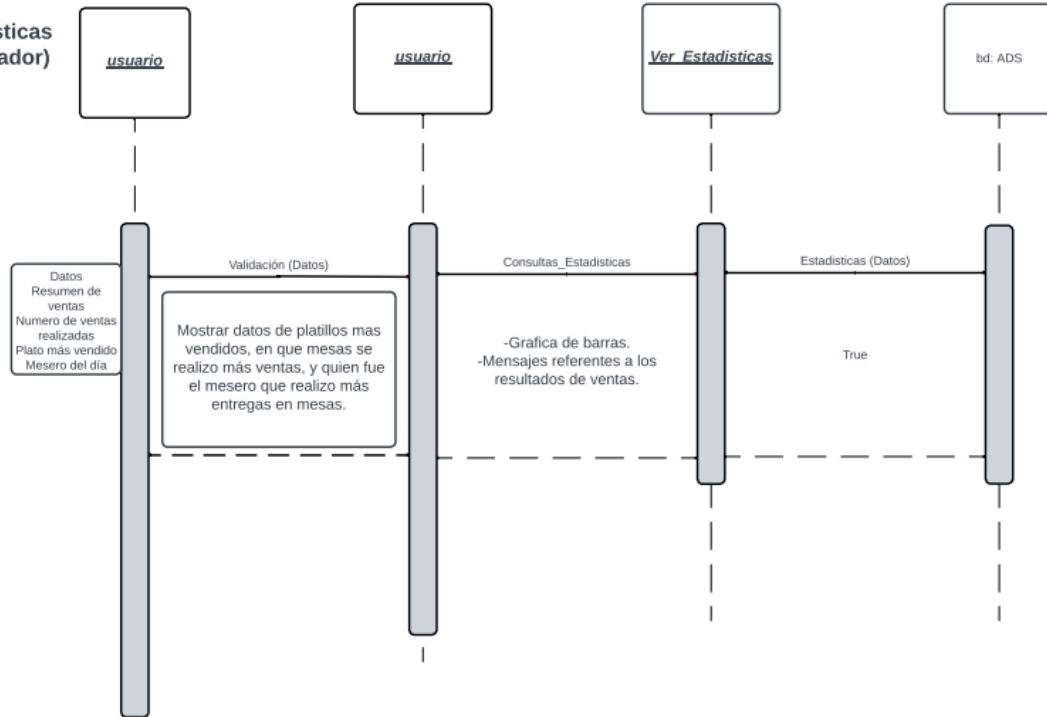 usuario
usuario
Ver_Estadisticas
bd: ADS
Validación (Datos)
Consultas_Estadisticas
Estadisticas (Datos)
Datos
Resumen de
ventas
Numero de ventas
realizadas
Plato más vendido
Mesero del día
Mostrar datos de platillos mas
vendidos, en que mesas se
realizo más ventas, y quien fue
el mesero que realizo más
entregas en mesas.
-Grafica de barras.
-Mensajes referentes a los
resultados de ventas.
True